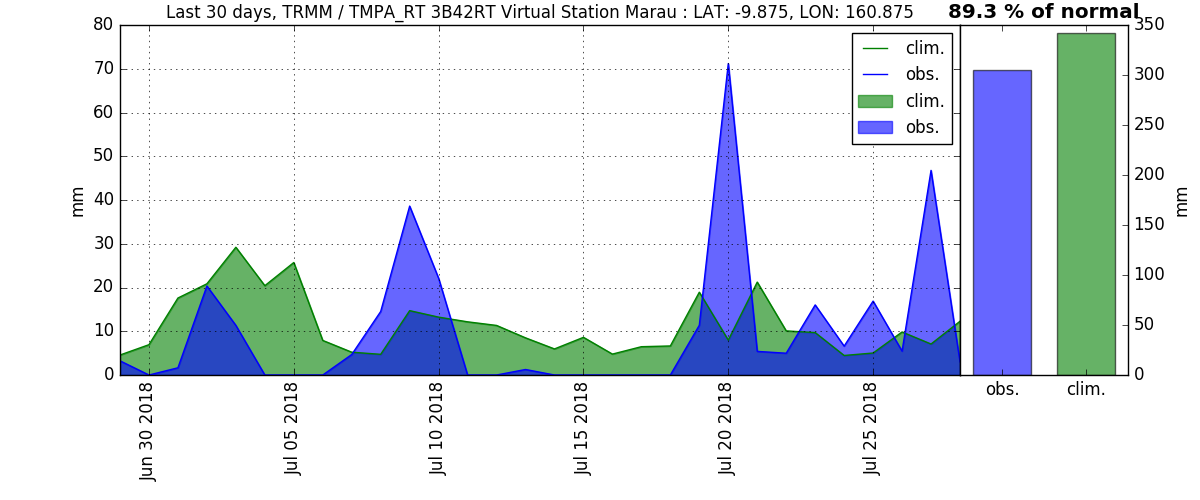 Last 30 days, TRMM / TMPA_RT 3B42RT Virtual Station Marau : LAT: -9.875, LON: 160.875
89.3 % of normal
80
70
60
50
40
30
20
10
0
mm
clim.
obs.
clim.
obs.
Jun 30 2018
Jul 05 2018
Jul 10 2018
Jul 15 2018
Jul 20 2018
Jul 25 2018
350
300
250
200
150
100
50
0
mm
obs.
clim.